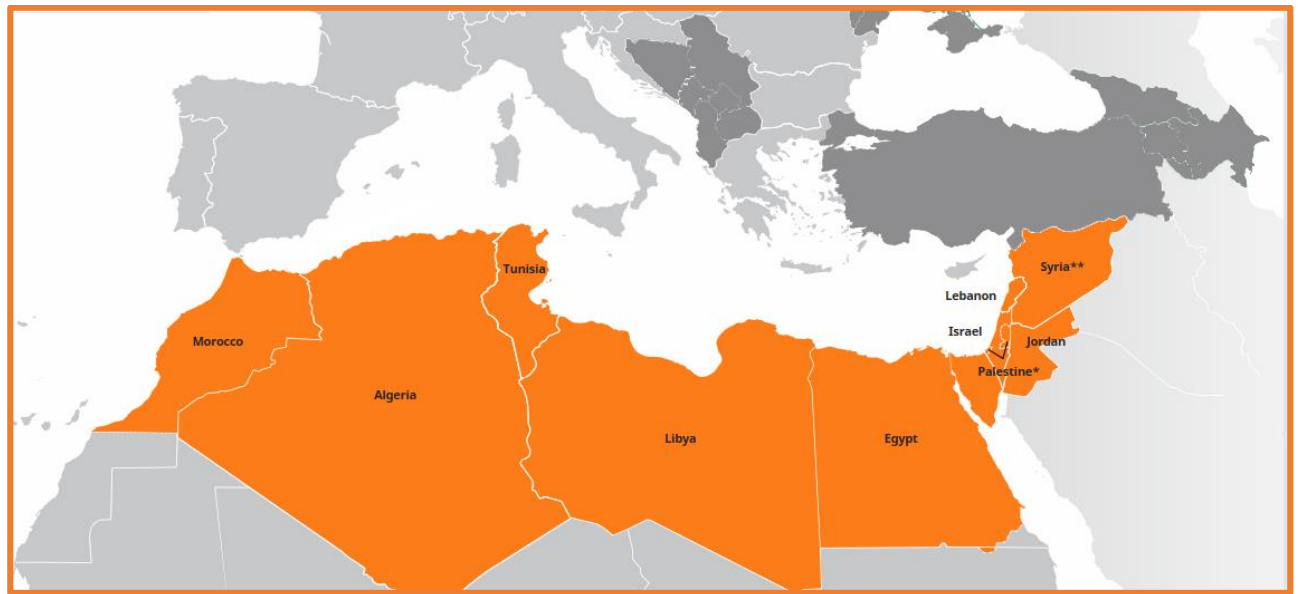 Tunisia
Syria**
Lebanon
Israel
Morocco
Jordan
Palestine*
Algeria
Libya
Egypt